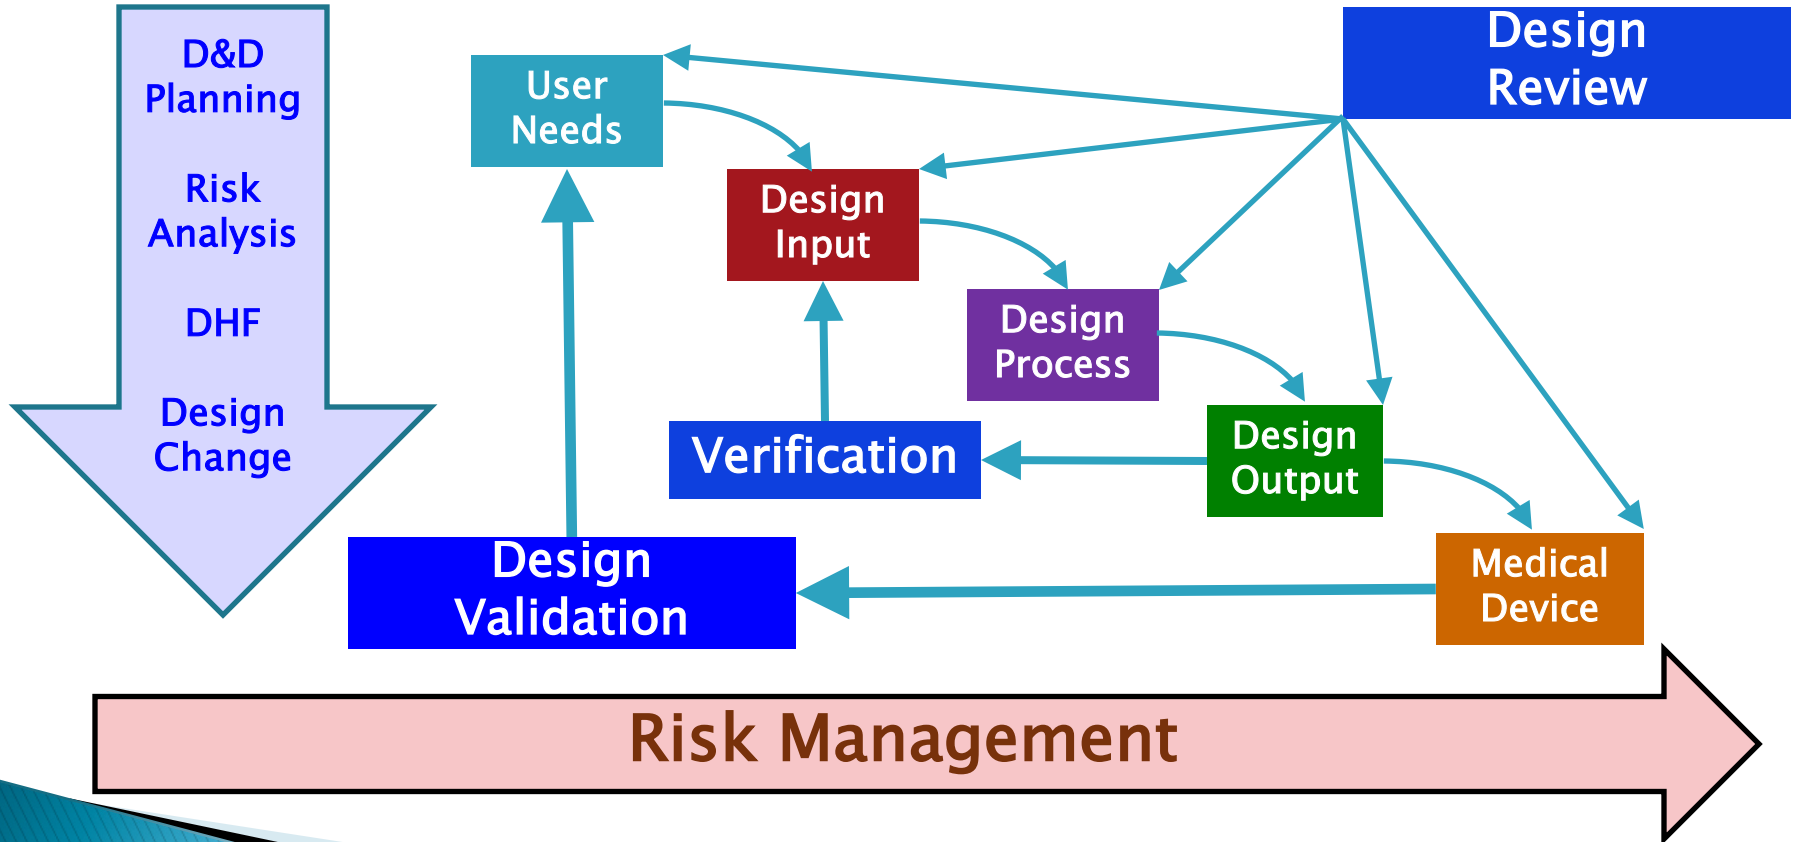 D&D
Planning
Risk
Analysis
DHF
Design
Change
User
Needs
Design
Review
Design
Input
Design
Process
Design
Output
Verification
Medical
Device
Design
Validation
Risk Management